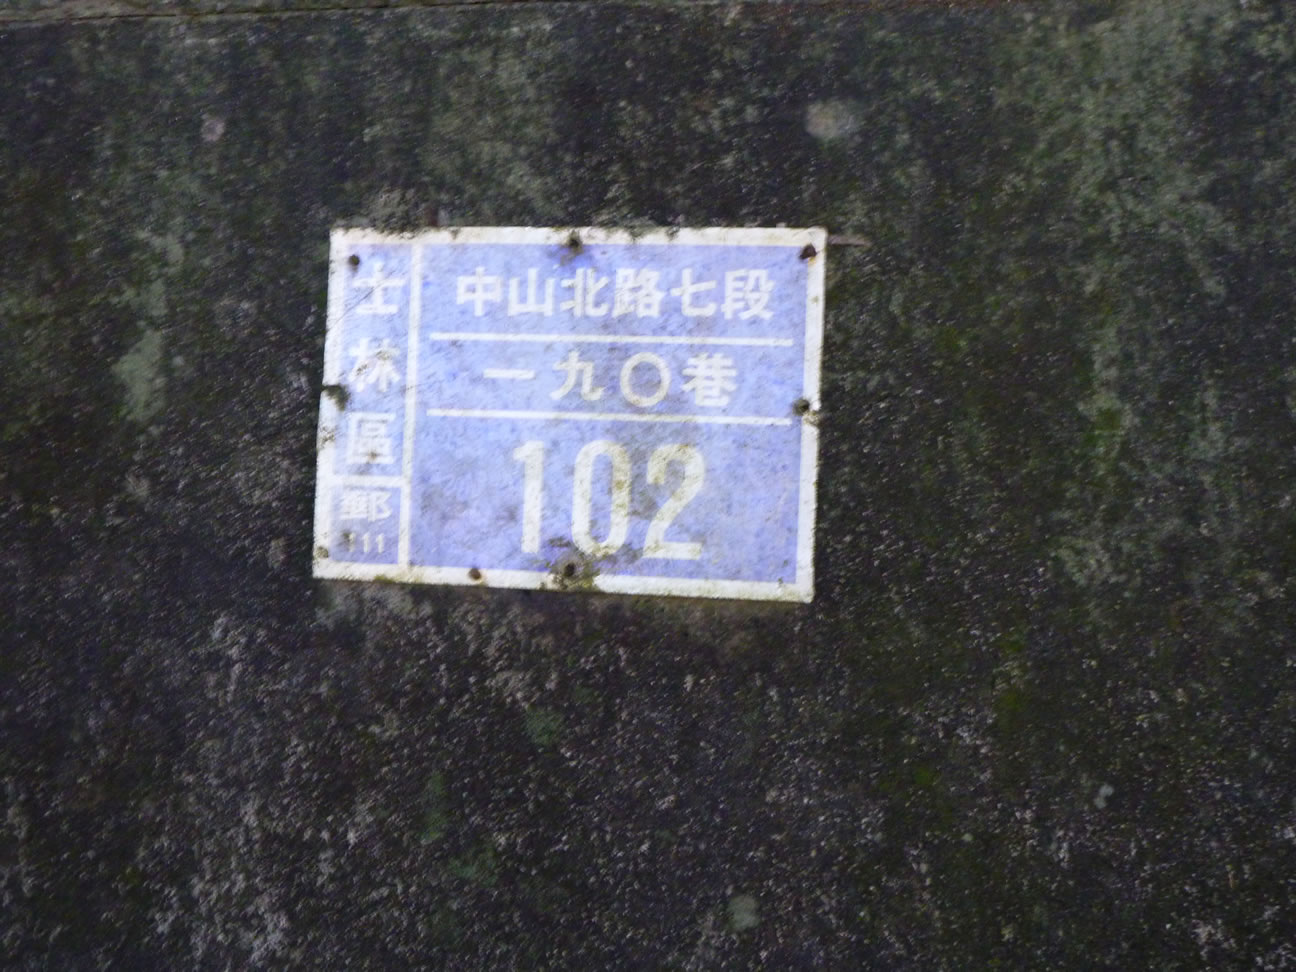 士林區
郵
111
中山北路七段
一九〇巷
102